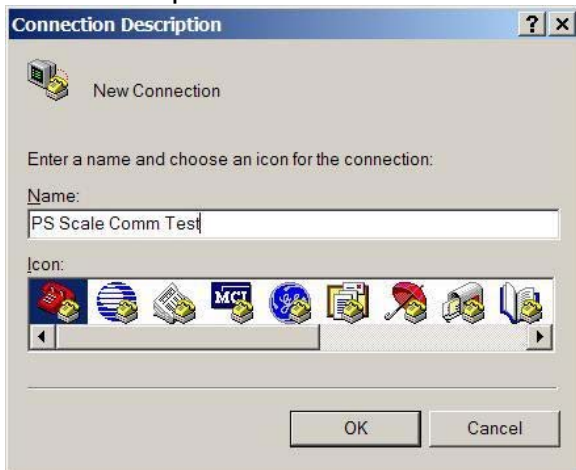 Connection Description
New Connection
Enter a name and choose an icon for the connection:
Name:
PS Scale Comm Test
Icon:
MCI
OK
Cancel